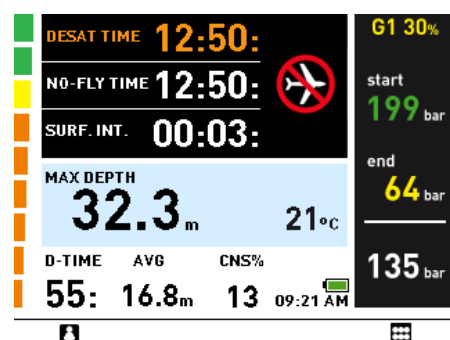 DESAT TIME 12:50:
NO-FLY TIME 12:50:
SURF. INT. 00:03:
MAX DEPTH
32.3m
21°C
D-TIME AVG CNS%
55: 16.8m 13 09:21 AM
G1 30%
start
199 bar
end
64 bar
135 bar